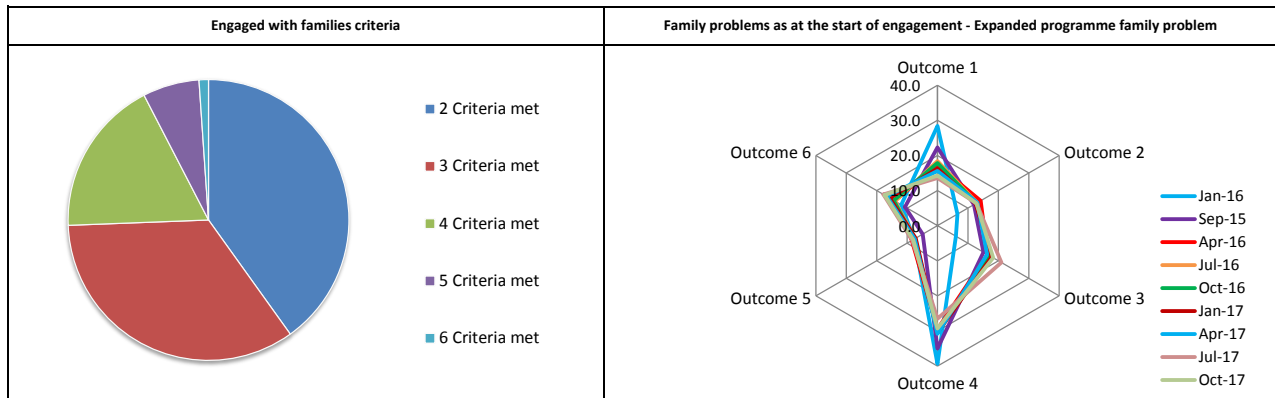 Engaged with families criteria
2 Criteria met
3 Criteria met
4 Criteria met
5 Criteria met
6 Criteria met
Family problems as at the start of engagement - Expanded programme family problem
Outcome 1
40.0
30.0
20.0
10.0
0.0
Outcome 2
Outcome 3
Outcome 4
Outcome 5
Outcome 6
Jan-16
Sep-15
Apr-16
Jul-16
Oct-16
Jan-17
Apr-17
Jul-17
Oct-17